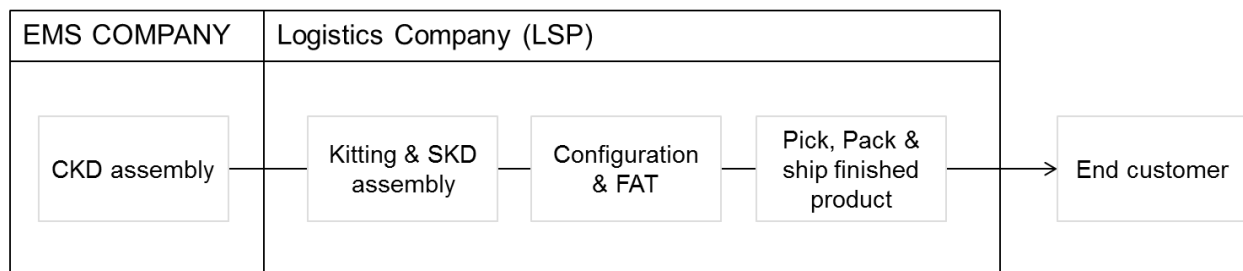 EMS COMPANY
Logistics Company (LSP)
CKD assembly
Kitting & SKD
assembly
Configuration
& FAT
Pick, Pack &
ship finished
product
End customer